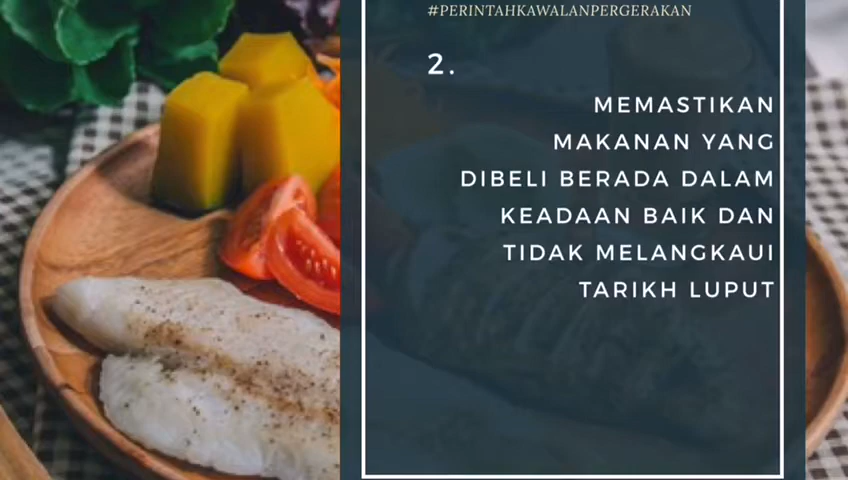 #PERINTAHKAWALANPERGERAKAN
2.
MEMASTIKAN
MAKANAN YANG
DIBELI BERADA DALAM
KEADAAN BAIK DAN
TIDAK MELANGKAUI
TARIKH LUPUT